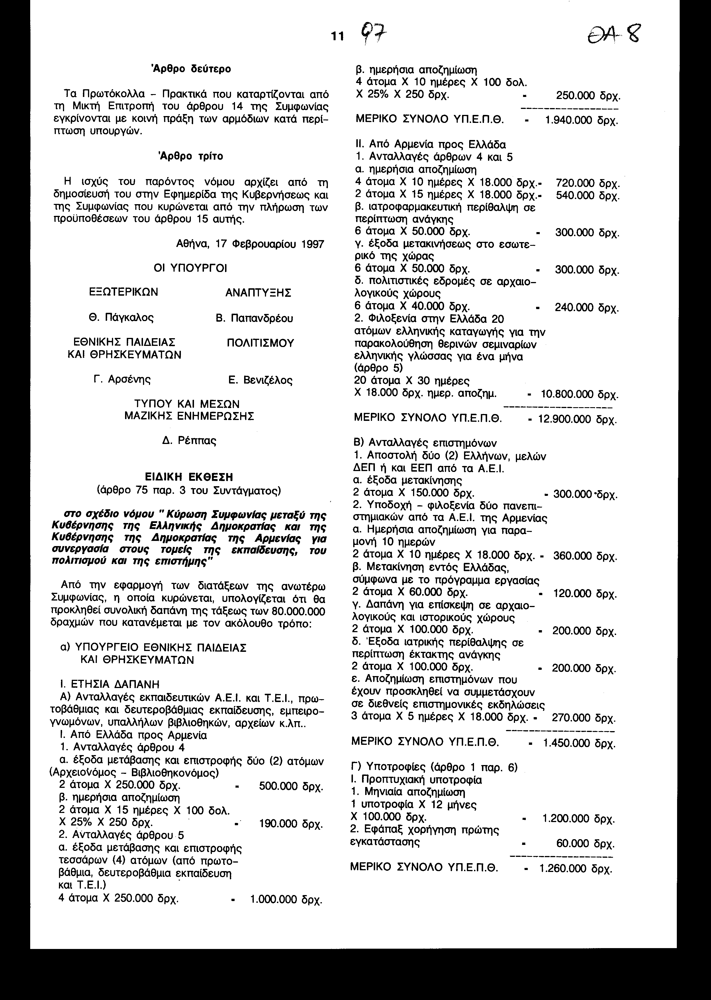 11 97 ΘΑ-8
Άρθρο δεύτερο
Τα Πρωτόκολλα - Πρακτικά που καταρτίζονται από
τη Μικτή Επιτροπή του άρθρου 14 της Συμφωνίας
εγκρίνονται με κοινή πράξη των αρμόδιων κατά περί-
πτωση υπουργών.
Άρθρο τρίτο
Η ισχύς του παρόντος νόμου αρχίζει από τη
δημοσίευσή του στην Εφημερίδα της Κυβερνήσεως και
της Συμφωνίας που κυρώνεται από την πλήρωση των
προϋποθέσεων του άρθρου 15 αυτής.
Αθήνα, 17 Φεβρουαρίου 1997
ΟΙ ΥΠΟΥΡΓΟΙ
ΕΞΩΤΕΡΙΚΩΝ ΑΝΑΠΤΥΞΗΣ
Θ. Πάγκαλος Β. Παπανδρέου
ΕΘΝΙΚΗΣ ΠΑΙΔΕΙΑΣ ΠΟΛΙΤΙΣΜΟΥ
ΚΑΙ ΘΡΗΣΚΕΥΜΑΤΩΝ
Γ. Αρσένης Ε. Βενιζέλος
ΤΥΠΟΥ ΚΑΙ ΜΕΣΩΝ
ΜΑΖΙΚΗΣ ΕΝΗΜΕΡΩΣΗΣ
Δ. Ρέππας
ΕΙΔΙΚΗ ΕΚΘΕΣΗ
(άρθρο 75 παρ. 3 του Συντάγματος)
στο σχέδιο νόμου "Κύρωση Συμφωνίας μεταξύ της
Κυβέρνησης της Ελληνικής Δημοκρατίας και της
Κυβέρνησης της Δημοκρατίας της Αρμενίας για
συνεργασία στους τομείς της εκπαίδευσης, του
πολιτισμού και της επιστήμης"
Από την εφαρμογή των διατάξεων της ανωτέρω
Συμφωνίας, η οποία κυρώνεται, υπολογίζεται ότι θα
προκληθεί συνολική δαπάνη της τάξεως των 80.000.000
δραχμών που κατανέμεται με τον ακόλουθο τρόπο:
α) ΥΠΟΥΡΓΕΙΟ ΕΘΝΙΚΗΣ ΠΑΙΔΕΙΑΣ
ΚΑΙ ΘΡΗΣΚΕΥΜΑΤΩΝ
Ι. ΕΤΗΣΙΑ ΔΑΠΑΝΗ
Α) Ανταλλαγές εκπαιδευτικών Α.Ε.Ι. και Τ.Ε.Ι., πρω-
τοβάθμιας και δευτεροβάθμιας εκπαίδευσης, εμπειρο-
γνωμόνων, υπαλλήλων βιβλιοθηκών, αρχείων κ.λπ..
Ι. Από Ελλάδα προς Αρμενία
1. Ανταλλαγές άρθρου 4
α. έξοδα μετάβασης και επιστροφής δύο (2) ατόμων
(Αρχειονόμος - Βιβλιοθηκονόμος)
2 άτομα Χ 250.000 δρχ. - 500.000 δρχ.
β. ημερήσια αποζημίωση
2 άτομα Χ 15 ημέρες Χ 100 δολ.
Χ 25% Χ 250 δρχ. - 190.000 δρχ.
2. Ανταλλαγές άρθρου 5
α. έξοδα μετάβασης και επιστροφής
τεσσάρων (4) ατόμων (από πρωτο-
βάθμια, δευτεροβάθμια εκπαίδευση
και Τ.Ε.Ι.)
4 άτομα Χ 250.000 δρχ. - 1.000.000 δρχ.
β. ημερήσια αποζημίωση
4 άτομα Χ 10 ημέρες Χ 100 δολ.
Χ 25% Χ 250 δρχ. - 250.000 δρχ.
ΜΕΡΙΚΟ ΣΥΝΟΛΟ ΥΠ.Ε.Π.Θ. - 1.940.000 δρχ.
ΙΙ. Από Αρμενία προς Ελλάδα
1. Ανταλλαγές άρθρων 4 και 5
α. ημερήσια αποζημίωση
4 άτομα Χ 10 ημέρες Χ 18.000 δρχ.- 720.000 δρχ.
2 άτομα Χ 15 ημέρες Χ 18.000 δρχ.- 540.000 δρχ.
β. ιατροφαρμακευτική περίθαλψη σε
περίπτωση ανάγκης
6 άτομα Χ 50.000 δρχ. - 300.000 δρχ.
γ. έξοδα μετακινήσεως στο εσωτε-
ρικό της χώρας
6 άτομα Χ 50.000 δρχ. - 300.000 δρχ.
δ. πολιτιστικές εδρομές σε αρχαιο-
λογικούς χώρους
6 άτομα Χ 40.000 δρχ. - 240.000 δρχ.
2. Φιλοξενία στην Ελλάδα 20
ατόμων ελληνικής καταγωγής για την
παρακολούθηση θερινών σεμιναρίων
ελληνικής γλώσσας για ένα μήνα
(άρθρο 5)
20 άτομα Χ 30 ημέρες
Χ 18.000 δρχ. ημερ. αποζημ. - 10.800.000 δρχ.
ΜΕΡΙΚΟ ΣΥΝΟΛΟ ΥΠ.Ε.Π.Θ. - 12.900.000 δρχ.
Β) Ανταλλαγές επιστημόνων
1. Αποστολή δύο (2) Ελλήνων, μελών
ΔΕΠ ή και ΕΕΠ από τα Α.Ε.Ι.
α. έξοδα μετακίνησης
2 άτομα Χ 150.000 δρχ. - 300.000 δρχ.
2. Υποδοχή - φιλοξενία δύο πανεπι-
στημιακών από τα Α.Ε.Ι. της Αρμενίας
α. Ημερήσια αποζημίωση για παρα-
μονή 10 ημερών
2 άτομα Χ 10 ημέρες Χ 18.000 δρχ. - 360.000 δρχ.
β. Μετακίνηση εντός Ελλάδας,
σύμφωνα με το πρόγραμμα εργασίας
2 άτομα Χ 60.000 δρχ. - 120.000 δρχ.
γ. Δαπάνη για επίσκεψη σε αρχαιο-
λογικούς και ιστορικούς χώρους
2 άτομα Χ 100.000 δρχ. - 200.000 δρχ.
δ. Έξοδα ιατρικής περίθαλψης σε
περίπτωση έκτακτης ανάγκης
2 άτομα Χ 100.000 δρχ. - 200.000 δρχ.
ε. Αποζημίωση επιστημόνων που
έχουν προσκληθεί να συμμετάσχουν
σε διεθνείς επιστημονικές εκδηλώσεις
3 άτομα Χ 5 ημέρες Χ 18.000 δρχ. - 270.000 δρχ.
ΜΕΡΙΚΟ ΣΥΝΟΛΟ ΥΠ.Ε.Π.Θ. - 1.450.000 δρχ.
Γ) Υποτροφίες (άρθρο 1 παρ. 6)
Ι. Προπτυχιακή υποτροφία
1. Μηνιαία αποζημίωση
1 υποτροφία Χ 12 μήνες
Χ 100.000 δρχ. - 1.200.000 δρχ.
2. Εφάπαξ χορήγηση πρώτης
εγκατάστασης - 60.000 δρχ.
ΜΕΡΙΚΟ ΣΥΝΟΛΟ ΥΠ.Ε.Π.Θ. - 1.260.000 δρχ.